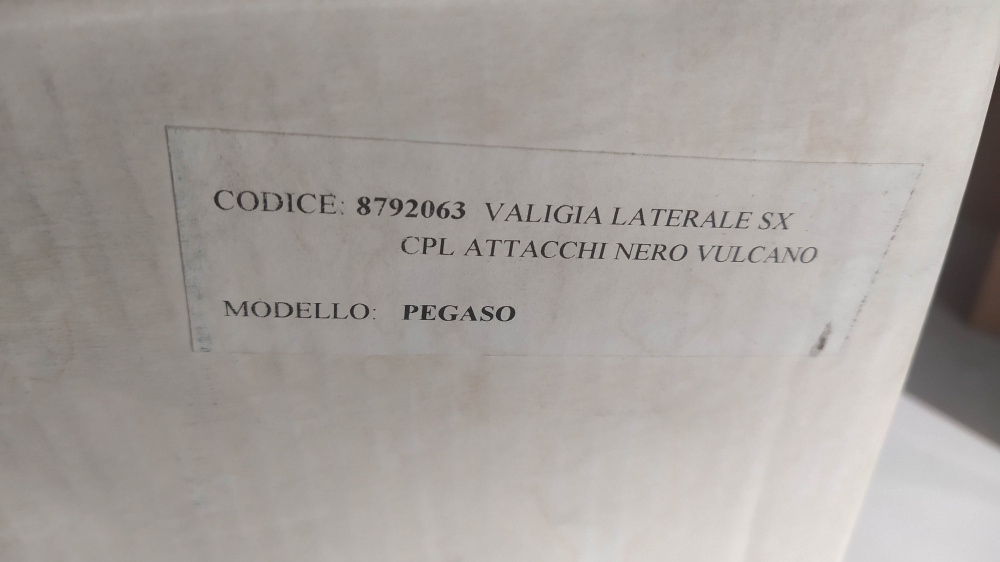 CODICE: 8792063 VALIGIA LATERALE SX
CPL ATTACCHI NERO VULCANO
MODELLO: PEGASO